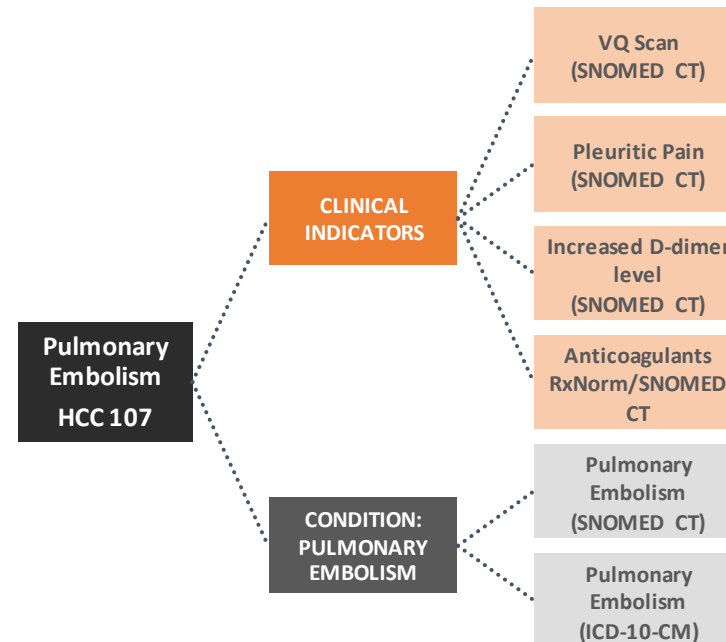 VQ Scan
(SNOMED CT)
Pleuritic Pain
(SNOMED CT)
CLINICAL
INDICATORS
Increased D-dimer
level
(SNOMED CT)
Pulmonary
Embolism
HCC 107
Anticoagulants
RxNorm/SNOMED
CT
Pulmonary
Embolism
(SNOMED CT)
CONDITION:
PULMONARY
EMBOLISM
Pulmonary
Embolism
(ICD-10-CM)